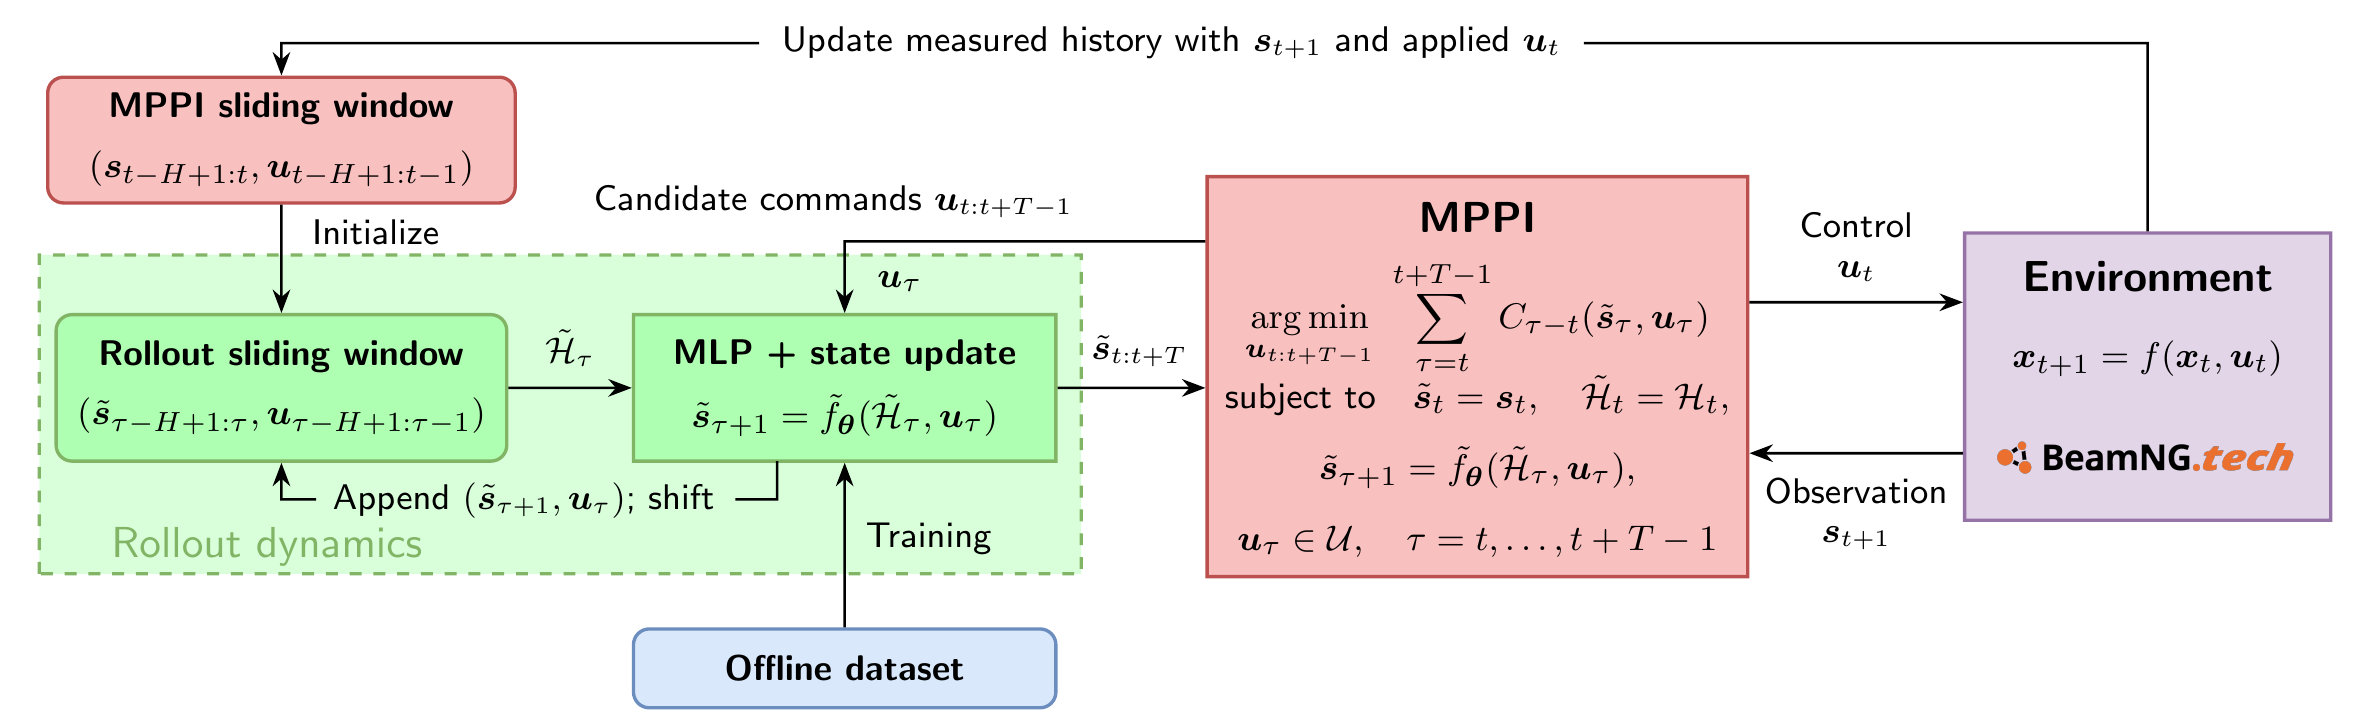 Update measured history with s_{t+1} and applied u_t
MPPI sliding window
(s_{t−H+1:t}, u_{t−H+1:t−1})
Initialize
Candidate commands u_{t:t+T−1}
u_τ
Rollout sliding window
(s̃_{τ−H+1:τ}, u_{τ−H+1:τ−1})
H̃_τ
MLP + state update
s̃_{τ+1} = f̃_θ(H̃_τ, u_τ)
s̃_{t:t+T}
Append (s̃_{τ+1}, u_τ); shift
Rollout dynamics
Training
Offline dataset
MPPI
arg min_{u_{t:t+T−1}} ∑_{τ=t}^{t+T−1} C_{τ−t}(s̃_τ, u_τ)
subject to s̃_t = s_t, H̃_t = H_t,
s̃_{τ+1} = f̃_θ(H̃_τ, u_τ),
u_τ ∈ U, τ = t, . . . , t + T − 1
Control
u_t
Observation
s_{t+1}
Environment
x_{t+1} = f(x_t, u_t)
BeamNG.tech